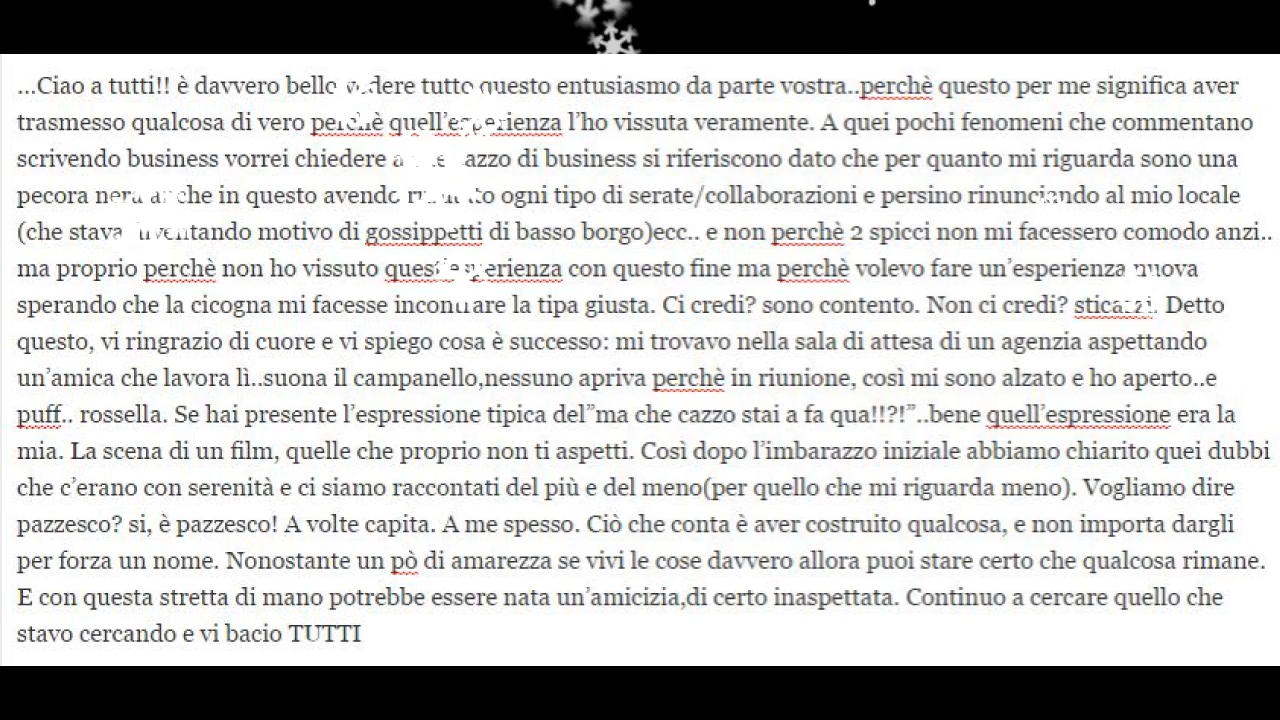 ...Ciao a tutti!! è davvero bello vedere tutto questo entusiasmo da parte vostra..perchè questo per me significa aver
trasmesso qualcosa di vero perchè quell'esperienza l'ho vissuta veramente. A quei pochi fenomeni che commentano
scrivendo business vorrei chiedere a che cazzo di business si riferiscono dato che per quanto mi riguarda sono una
pecora nera anche in questo avendo rifiutato ogni tipo di serate/collaborazioni e persino rinunciando al mio locale
(che stava diventando motivo di gossippetti di basso borgo)ecc.. e non perchè 2 spicci non mi facessero comodo anzi..
ma proprio perchè non ho vissuto quest'esperienza con questo fine ma perchè volevo fare un'esperienza nuova
sperando che la cicogna mi facesse incontrare la tipa giusta. Ci credi? sono contento. Non ci credi? sticazzi. Detto
questo, vi ringrazio di cuore e vi spiego cosa è successo: mi trovavo nella sala di attesa di un agenzia aspettando
un'amica che lavora lì..suona il campanello,nessuno apriva perchè in riunione, così mi sono alzato e ho aperto..e
puff.. rossella. Se hai presente l'espressione tipica del"ma che cazzo stai a fa qua!!?!"..bene quell'espressione era la
mia. La scena di un film, quelle che proprio non ti aspetti. Così dopo l'imbarazzo iniziale abbiamo chiarito quei dubbi
che c'erano con serenità e ci siamo raccontati del più e del meno(per quello che mi riguarda meno). Vogliamo dire
pazzesco? si, è pazzesco! A volte capita. A me spesso. Ciò che conta è aver costruito qualcosa, e non importa dargli
per forza un nome. Nonostante un pò di amarezza se vivi le cose davvero allora puoi stare certo che qualcosa rimane.
E con questa stretta di mano potrebbe essere nata un'amicizia,di certo inaspettata. Continuo a cercare quello che
stavo cercando e vi bacio TUTTI